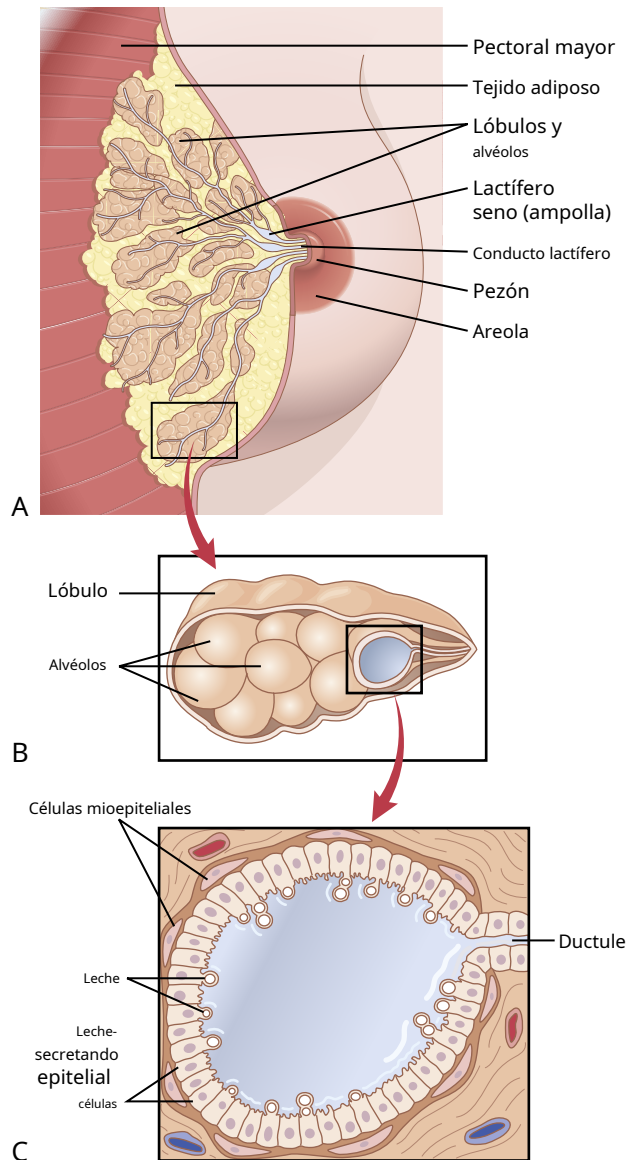 Pectoral mayor
Tejido adiposo
Lóbulos y
alvéolos
Lactífero
seno (ampolla)
Conducto lactífero
Pezón
Areola
A
Lóbulo
Alvéolos
B
Células mioepiteliales
Ductule
Leche
Leche-
secretando
epitelial
células
C